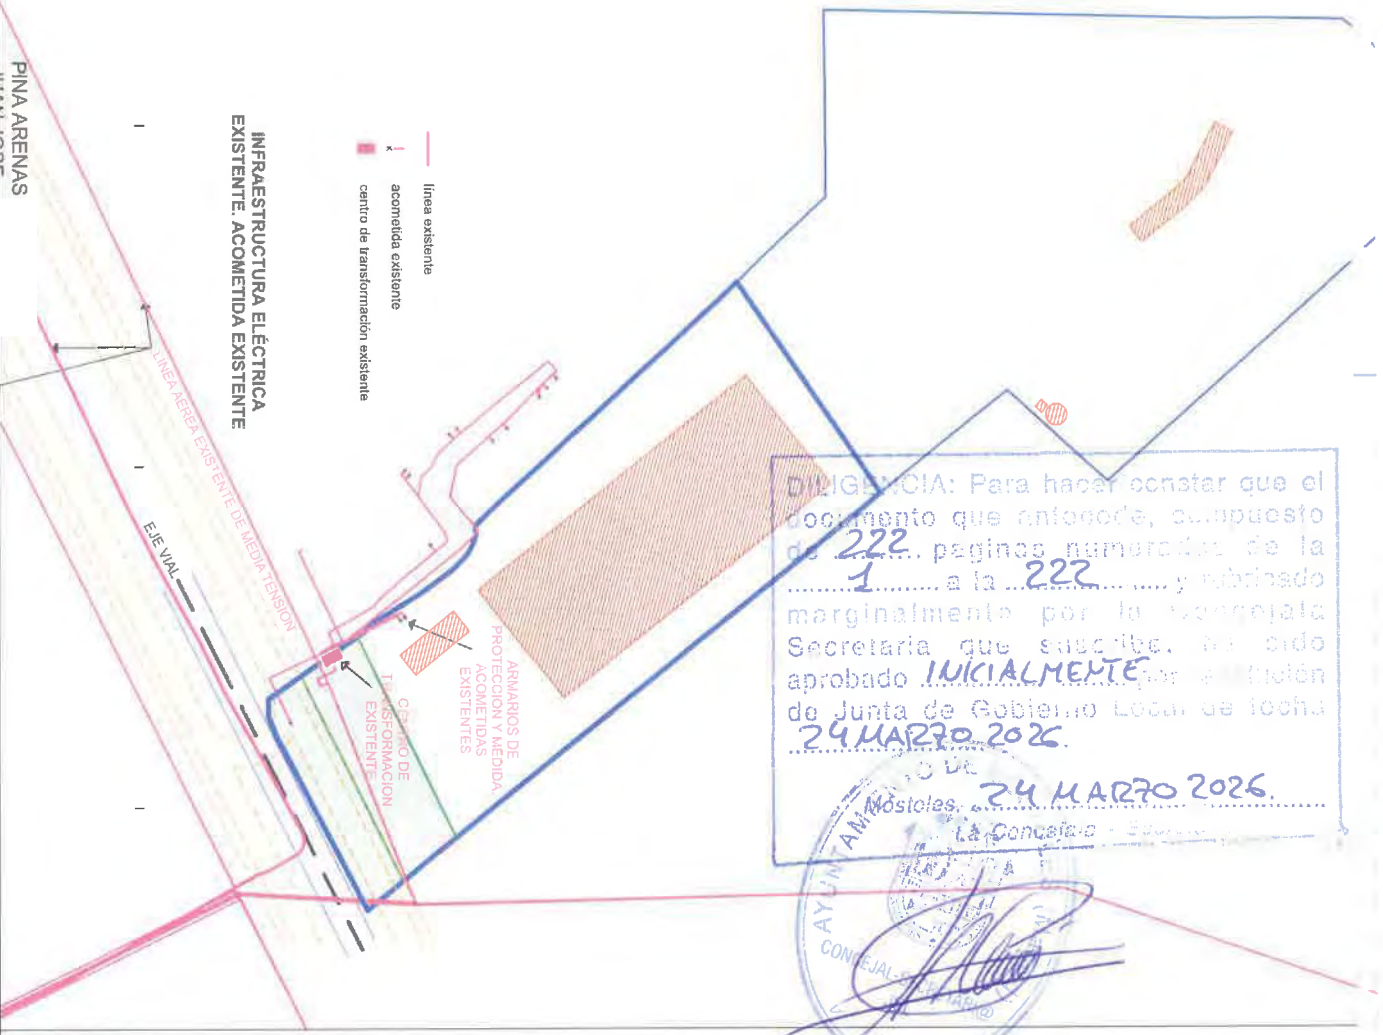 PINA ARENAS
INFRAESTRUCTURA ELÉCTRICA
EXISTENTE. ACOMETIDA EXISTENTE
línea existente
acometida existente
centro de transformación existente
LINEA AEREA EXISTENTE DE MEDIA TENSION
EJE VIAL
ARMARIOS DE
PROTECCION Y MEDIDA.
ACOMETIDAS
EXISTENTES
CENTRO DE
EXISTENTE
DILIGENCIA: Para hacer constar que el
documento que antecede, compuesto
de 222 paginas numeradas de la
1 a la 222 y rubricado
marginalmente por la Concejala
Secretaria que suscribe, ha sido
aprobado INICIALMENTE por
de Junta de Gobierno Local de fecha
24 MARZO 2026.
Móstoles, 24 MARZO 2026.
La Concejala -
AYUNTAMIENTO DE
CONCEJAL-SECRETARI@